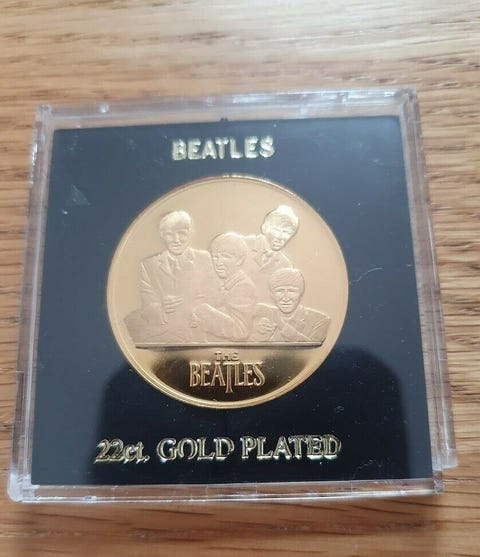 BEATLES
THE
BEATLES
22ct. GOLD PLATED